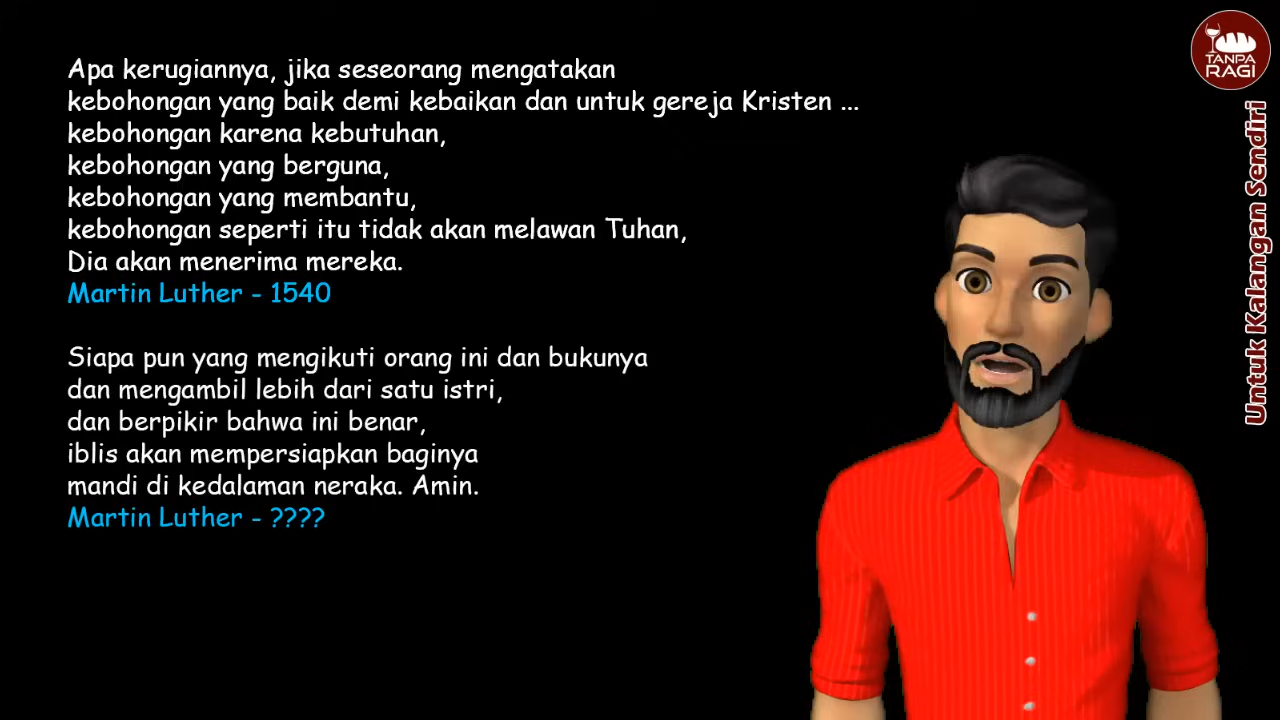 Apa kerugiannya, jika seseorang mengatakan
kebohongan yang baik demi kebaikan dan untuk gereja Kristen ...
kebohongan karena kebutuhan,
kebohongan yang berguna,
kebohongan yang membantu,
kebohongan seperti itu tidak akan melawan Tuhan,
Dia akan menerima mereka.
Martin Luther - 1540
Siapa pun yang mengikuti orang ini dan bukunya
dan mengambil lebih dari satu istri,
dan berpikir bahwa ini benar,
iblis akan mempersiapkan baginya
mandi di kedalaman neraka. Amin.
Martin Luther - ????
TANPA
RAGI
Untuk Kalangan Sendiri